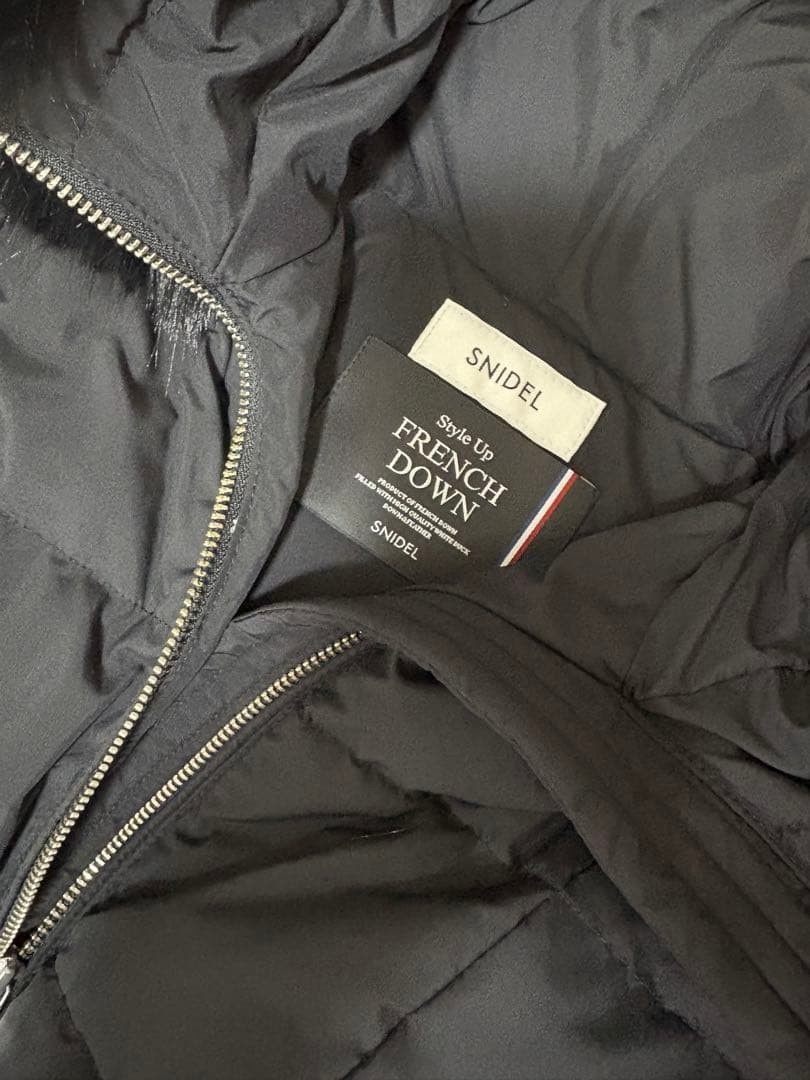 SNIDEL
Style Up
FRENCH
DOWN
PRODUCT OF FRENCH DOWN
FILLED WITH HIGH QUALITY WHITE DUCK
DOWN&FEATHER
SNIDEL